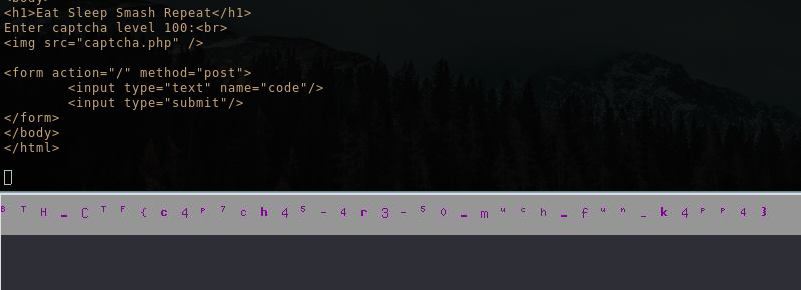 <body>
<h1>Eat Sleep Smash Repeat</h1>
Enter captcha level 100:<br>
<img src="captcha.php" />
<form action="/" method="post">
<input type="text" name="code"/>
<input type="submit"/>
</form>
</body>
</html>
B T H _ C T F { c 4 P 7 c h 4 5 - 4 r 3 - 5 0 _ m u c h _ f u n _ k 4 P P 4 }